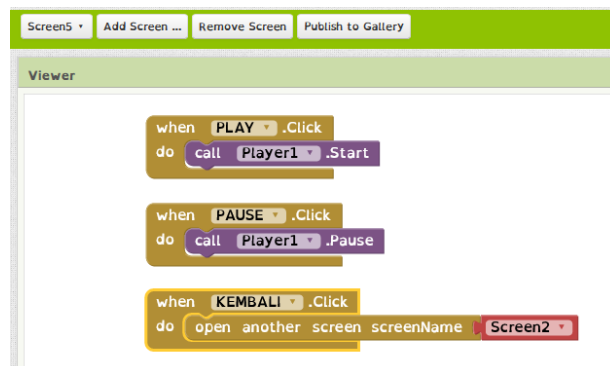 Screen5 Add Screen ... Remove Screen Publish to Gallery
Viewer
when PLAY .Click
do call Player1 .Start
when PAUSE .Click
do call Player1 .Pause
when KEMBALI .Click
do open another screen screenName Screen2